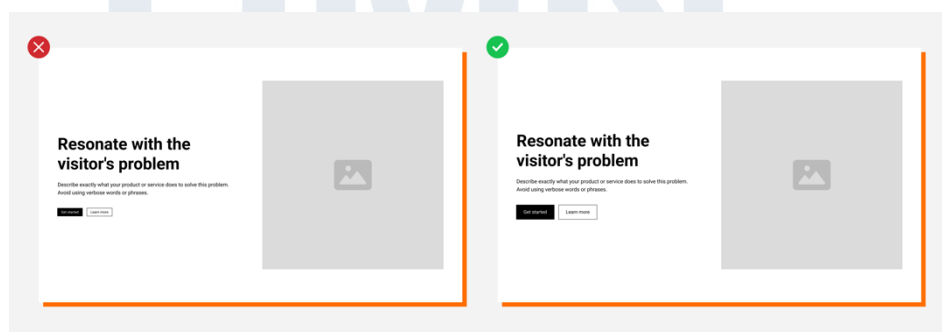 Resonate with the
visitor's problem
Describe exactly what your product or service does to solve this problem.
Avoid using verbose words or phrases.
Get started
Learn more
Resonate with the
visitor's problem
Describe exactly what your product or service does to solve this problem.
Avoid using verbose words or phrases.
Get started
Learn more